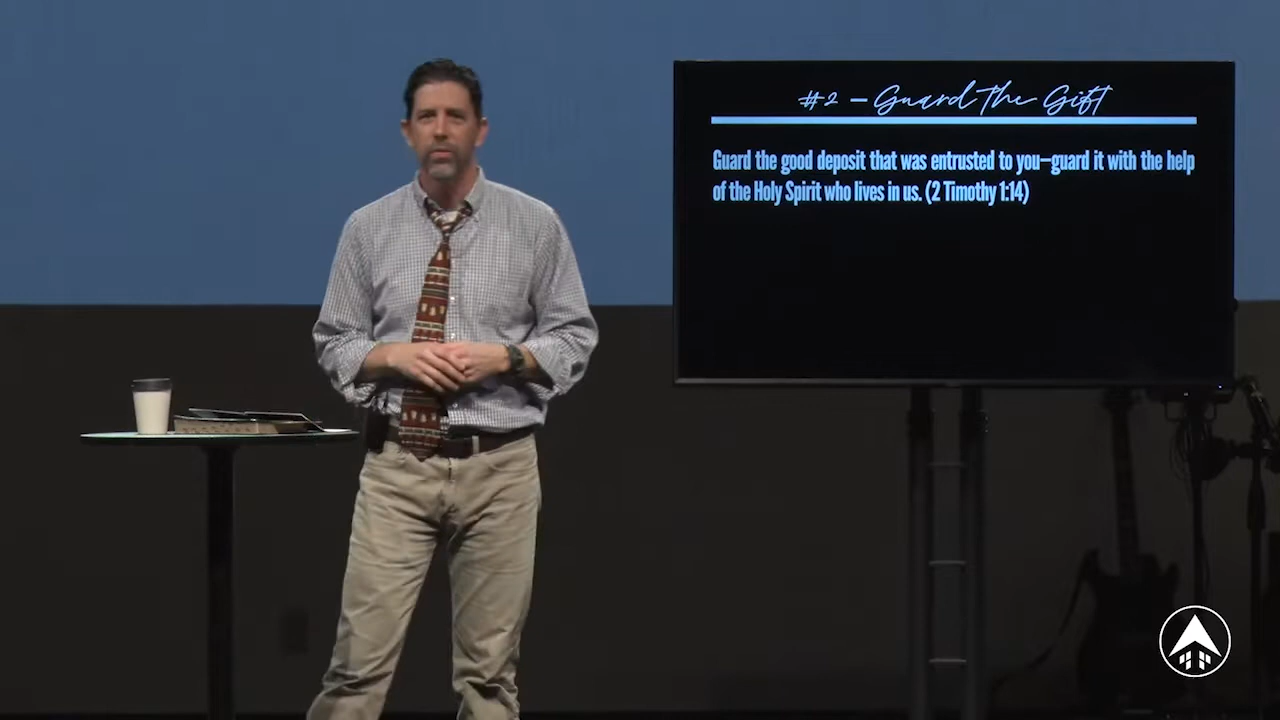 #2 – Guard The Gift
Guard the good deposit that was entrusted to you—guard it with the help
of the Holy Spirit who lives in us. (2 Timothy 1:14)